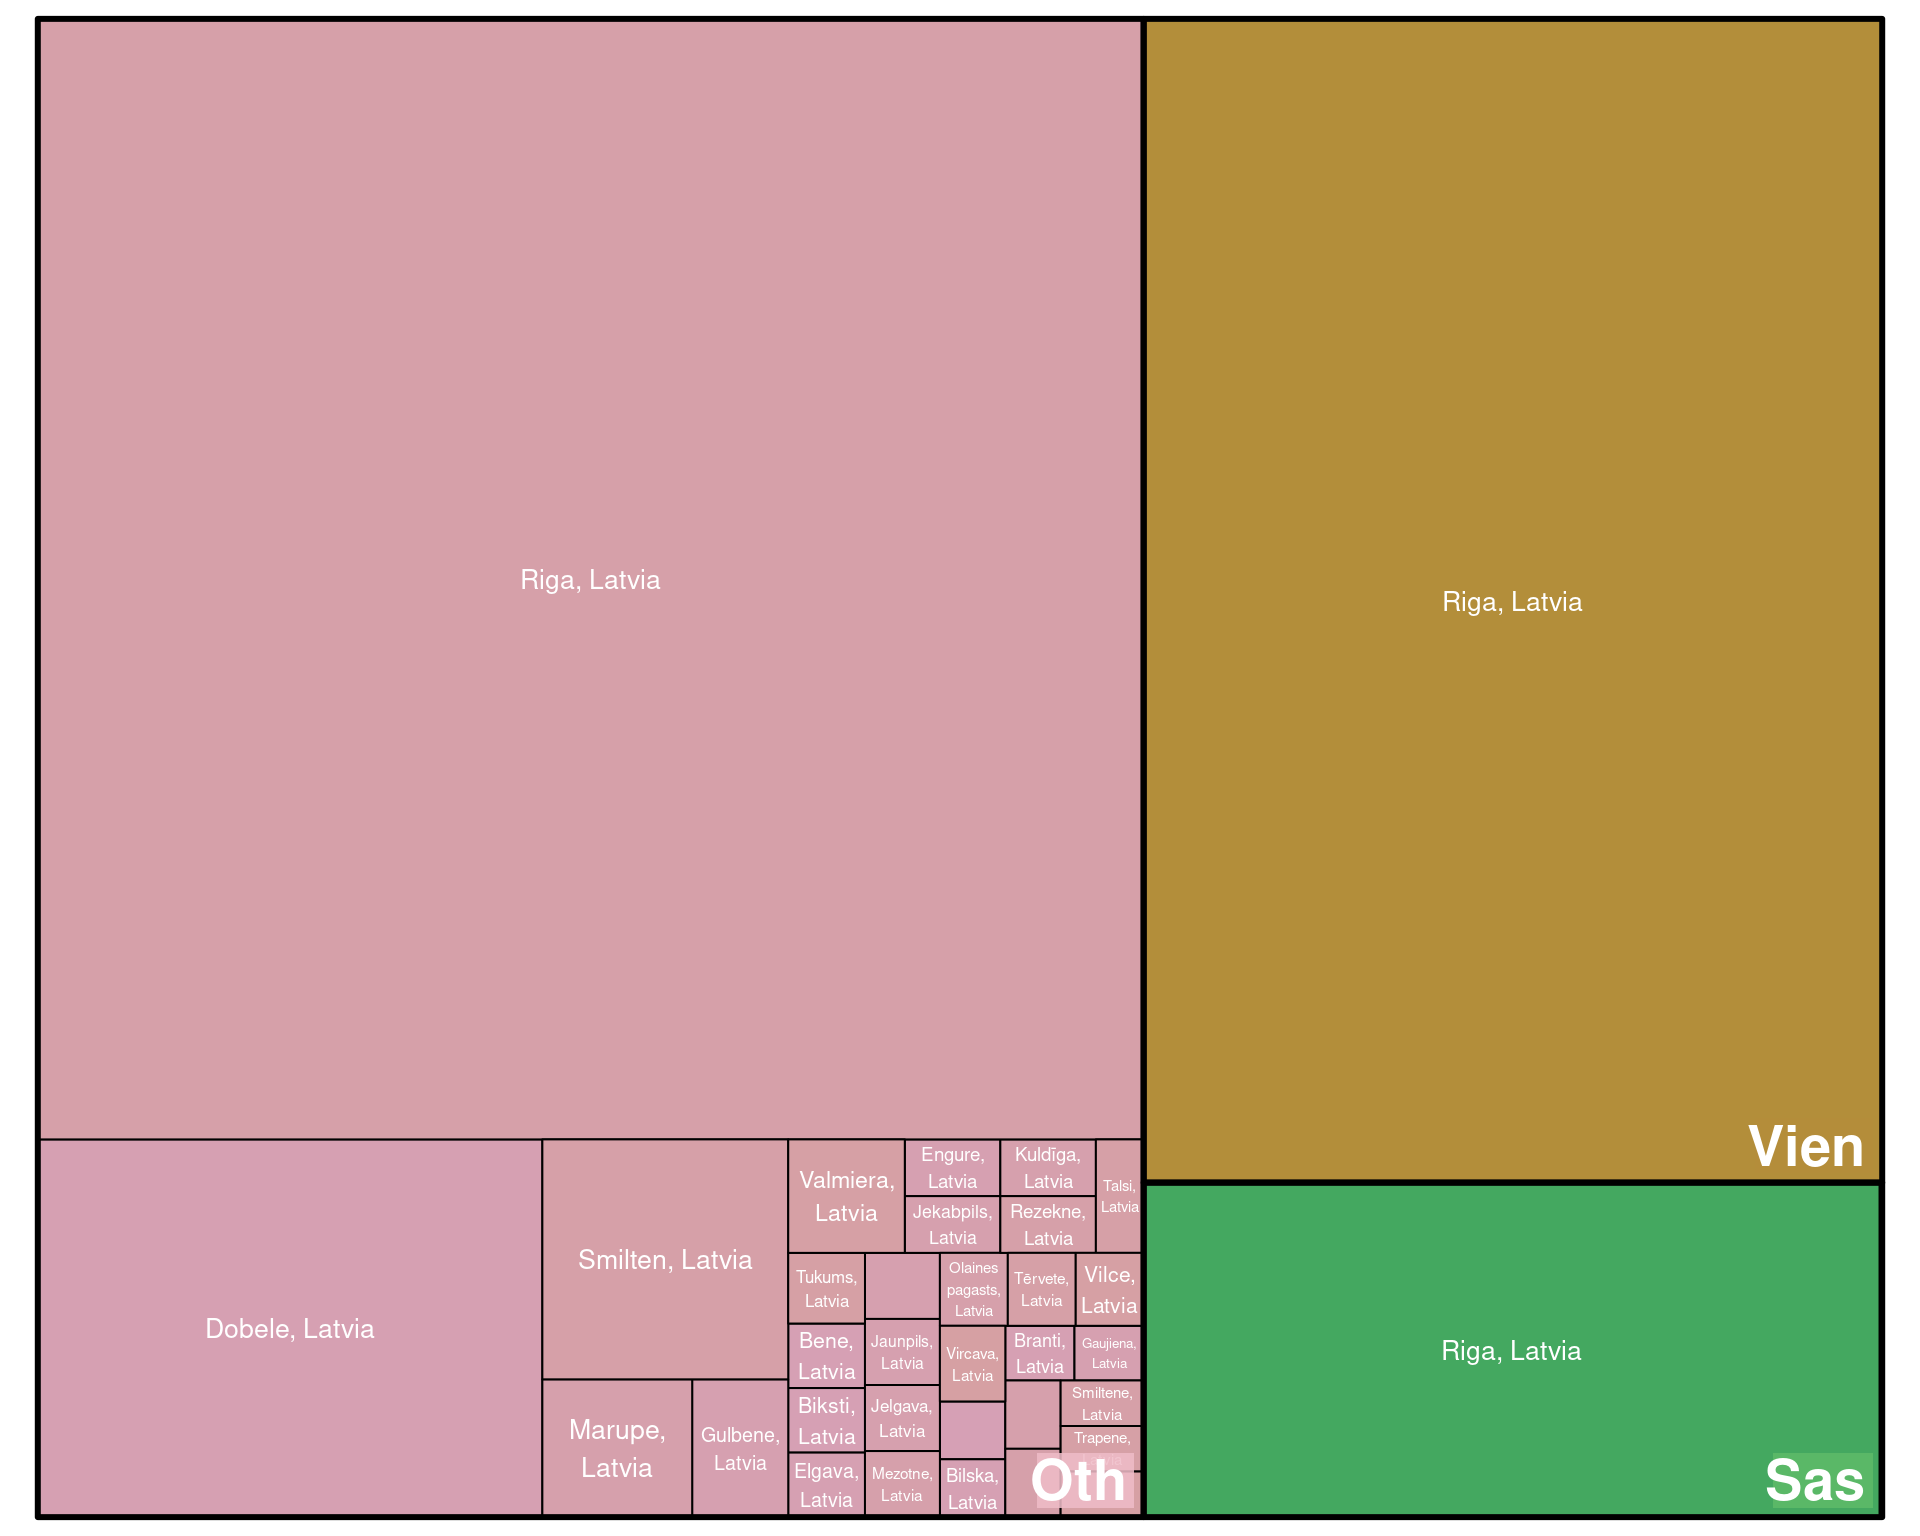 Riga, Latvia
Riga, Latvia
Vien
Dobele, Latvia
Smilten, Latvia
Marupe,
Latvia
Gulbene,
Latvia
Valmiera,
Latvia
Engure,
Latvia
Kuldīga,
Latvia
Jekabpils,
Latvia
Rezekne,
Latvia
Talsi,
Latvia
Tukums,
Latvia
Olaines
pagasts,
Latvia
Tērvete,
Latvia
Vilce,
Latvia
Bene,
Latvia
Jaunpils,
Latvia
Vircava,
Latvia
Branti,
Latvia
Gaujiena,
Latvia
Biksti,
Latvia
Jelgava,
Latvia
Smiltene,
Latvia
Trapene,
Elgava,
Latvia
Mezotne,
Latvia
Bilska,
Latvia
Oth
Riga, Latvia
Sas